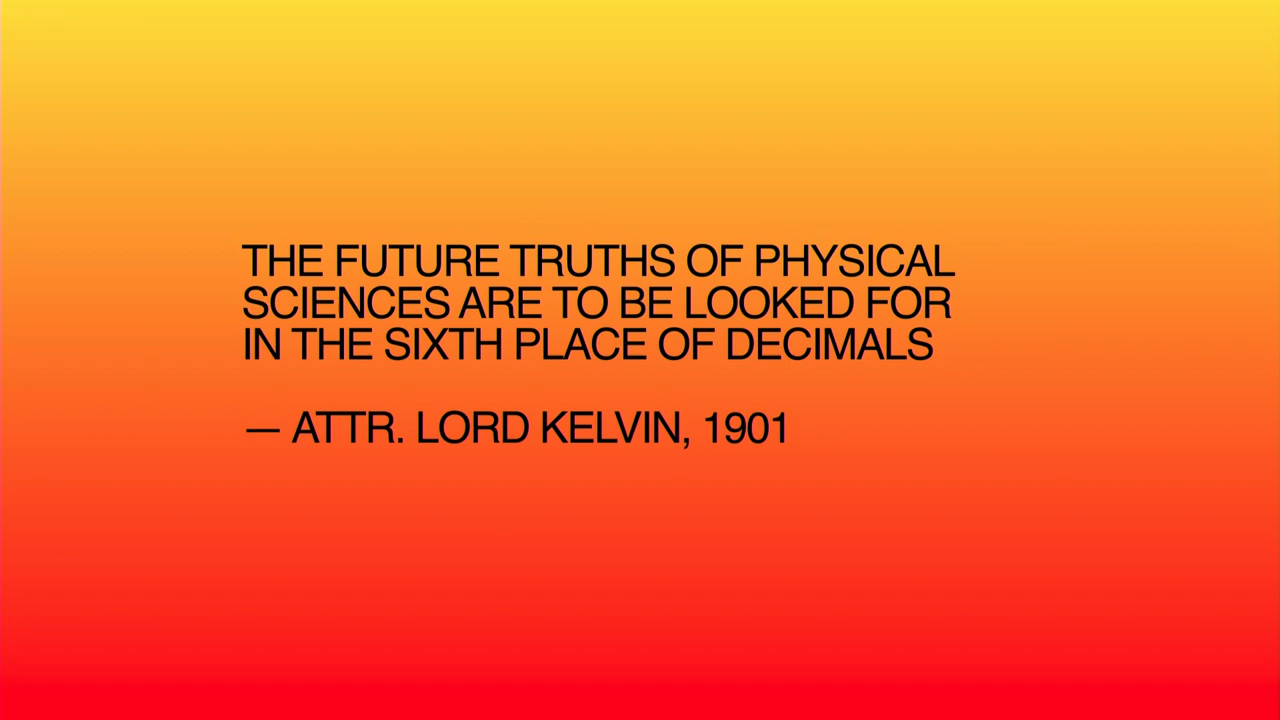 THE FUTURE TRUTHS OF PHYSICAL
SCIENCES ARE TO BE LOOKED FOR
IN THE SIXTH PLACE OF DECIMALS
— ATTR. LORD KELVIN, 1901